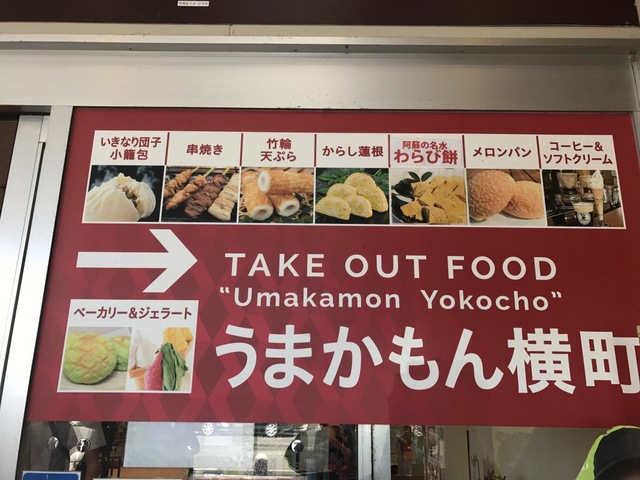 いきなり団子
小籠包
串焼き
竹輪
天ぷら
からし蓮根
阿蘇の名水
わらび餅
メロンパン
コーヒー&
ソフトクリーム
TAKE OUT FOOD
"Umakamon Yokocho"
ベーカリー&ジェラート
うまかもん横町